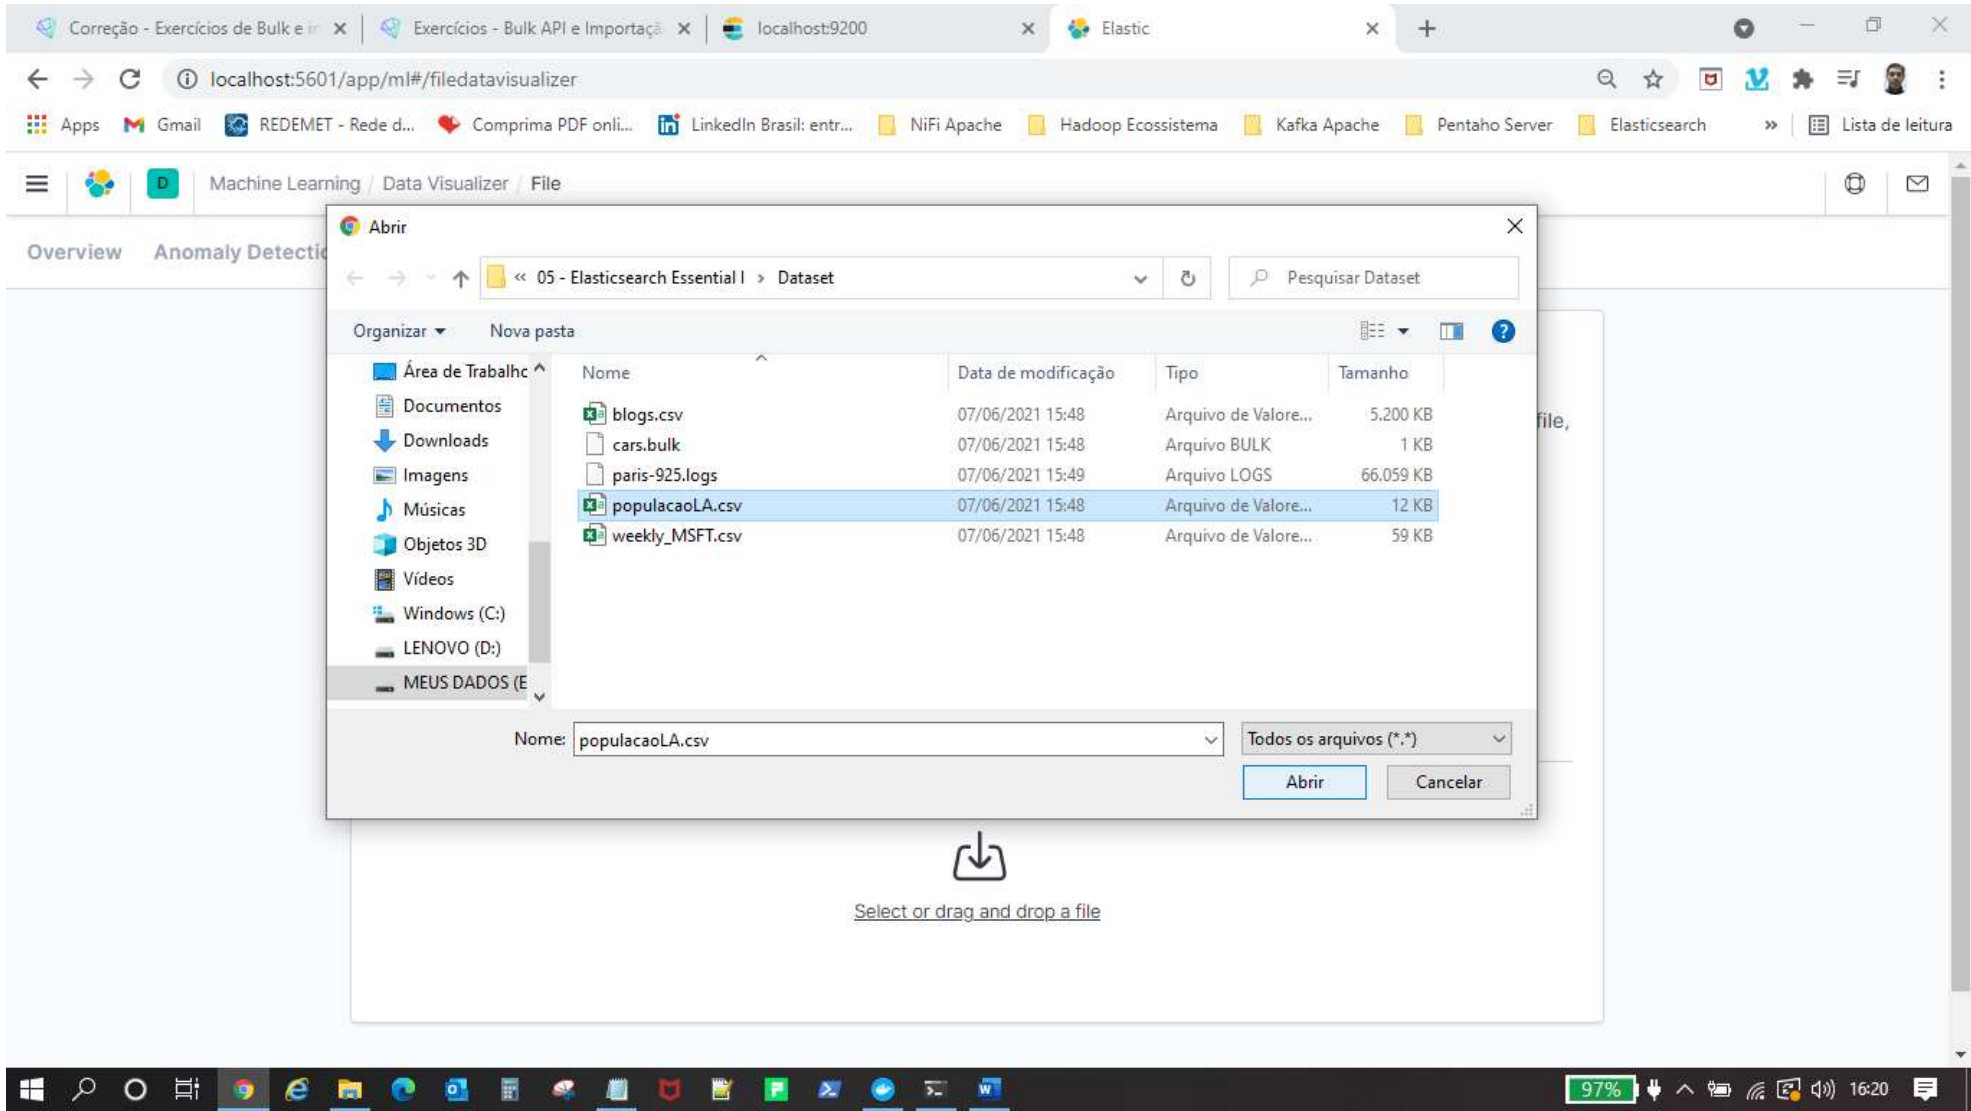 Correção - Exercícios de Bulk e in
Exercícios - Bulk API e Importaçã
localhost:9200
Elastic
localhost:5601/app/ml#/filedatavisualizer
Apps
Gmail
REDEMET - Rede d...
Comprima PDF onli...
LinkedIn Brasil: entr...
NiFi Apache
Hadoop Ecossistema
Kafka Apache
Pentaho Server
Elasticsearch
»
Lista de leitura
D
Machine Learning / Data Visualizer / File
Overview
Anomaly Detectio
Abrir
« 05 - Elasticsearch Essential I > Dataset
Pesquisar Dataset
Organizar
Nova pasta
Área de Trabalho
Documentos
Downloads
Imagens
Músicas
Objetos 3D
Vídeos
Windows (C:)
LENOVO (D:)
MEUS DADOS (E
Nome Data de modificação Tipo Tamanho
blogs.csv 07/06/2021 15:48 Arquivo de Valore... 5.200 KB
cars.bulk 07/06/2021 15:48 Arquivo BULK 1 KB
paris-925.logs 07/06/2021 15:49 Arquivo LOGS 66.059 KB
populacaoLA.csv 07/06/2021 15:48 Arquivo de Valore... 12 KB
weekly_MSFT.csv 07/06/2021 15:48 Arquivo de Valore... 59 KB
file,
Nome: populacaoLA.csv
Todos os arquivos (*.*)
Abrir
Cancelar
Select or drag and drop a file
97%
16:20